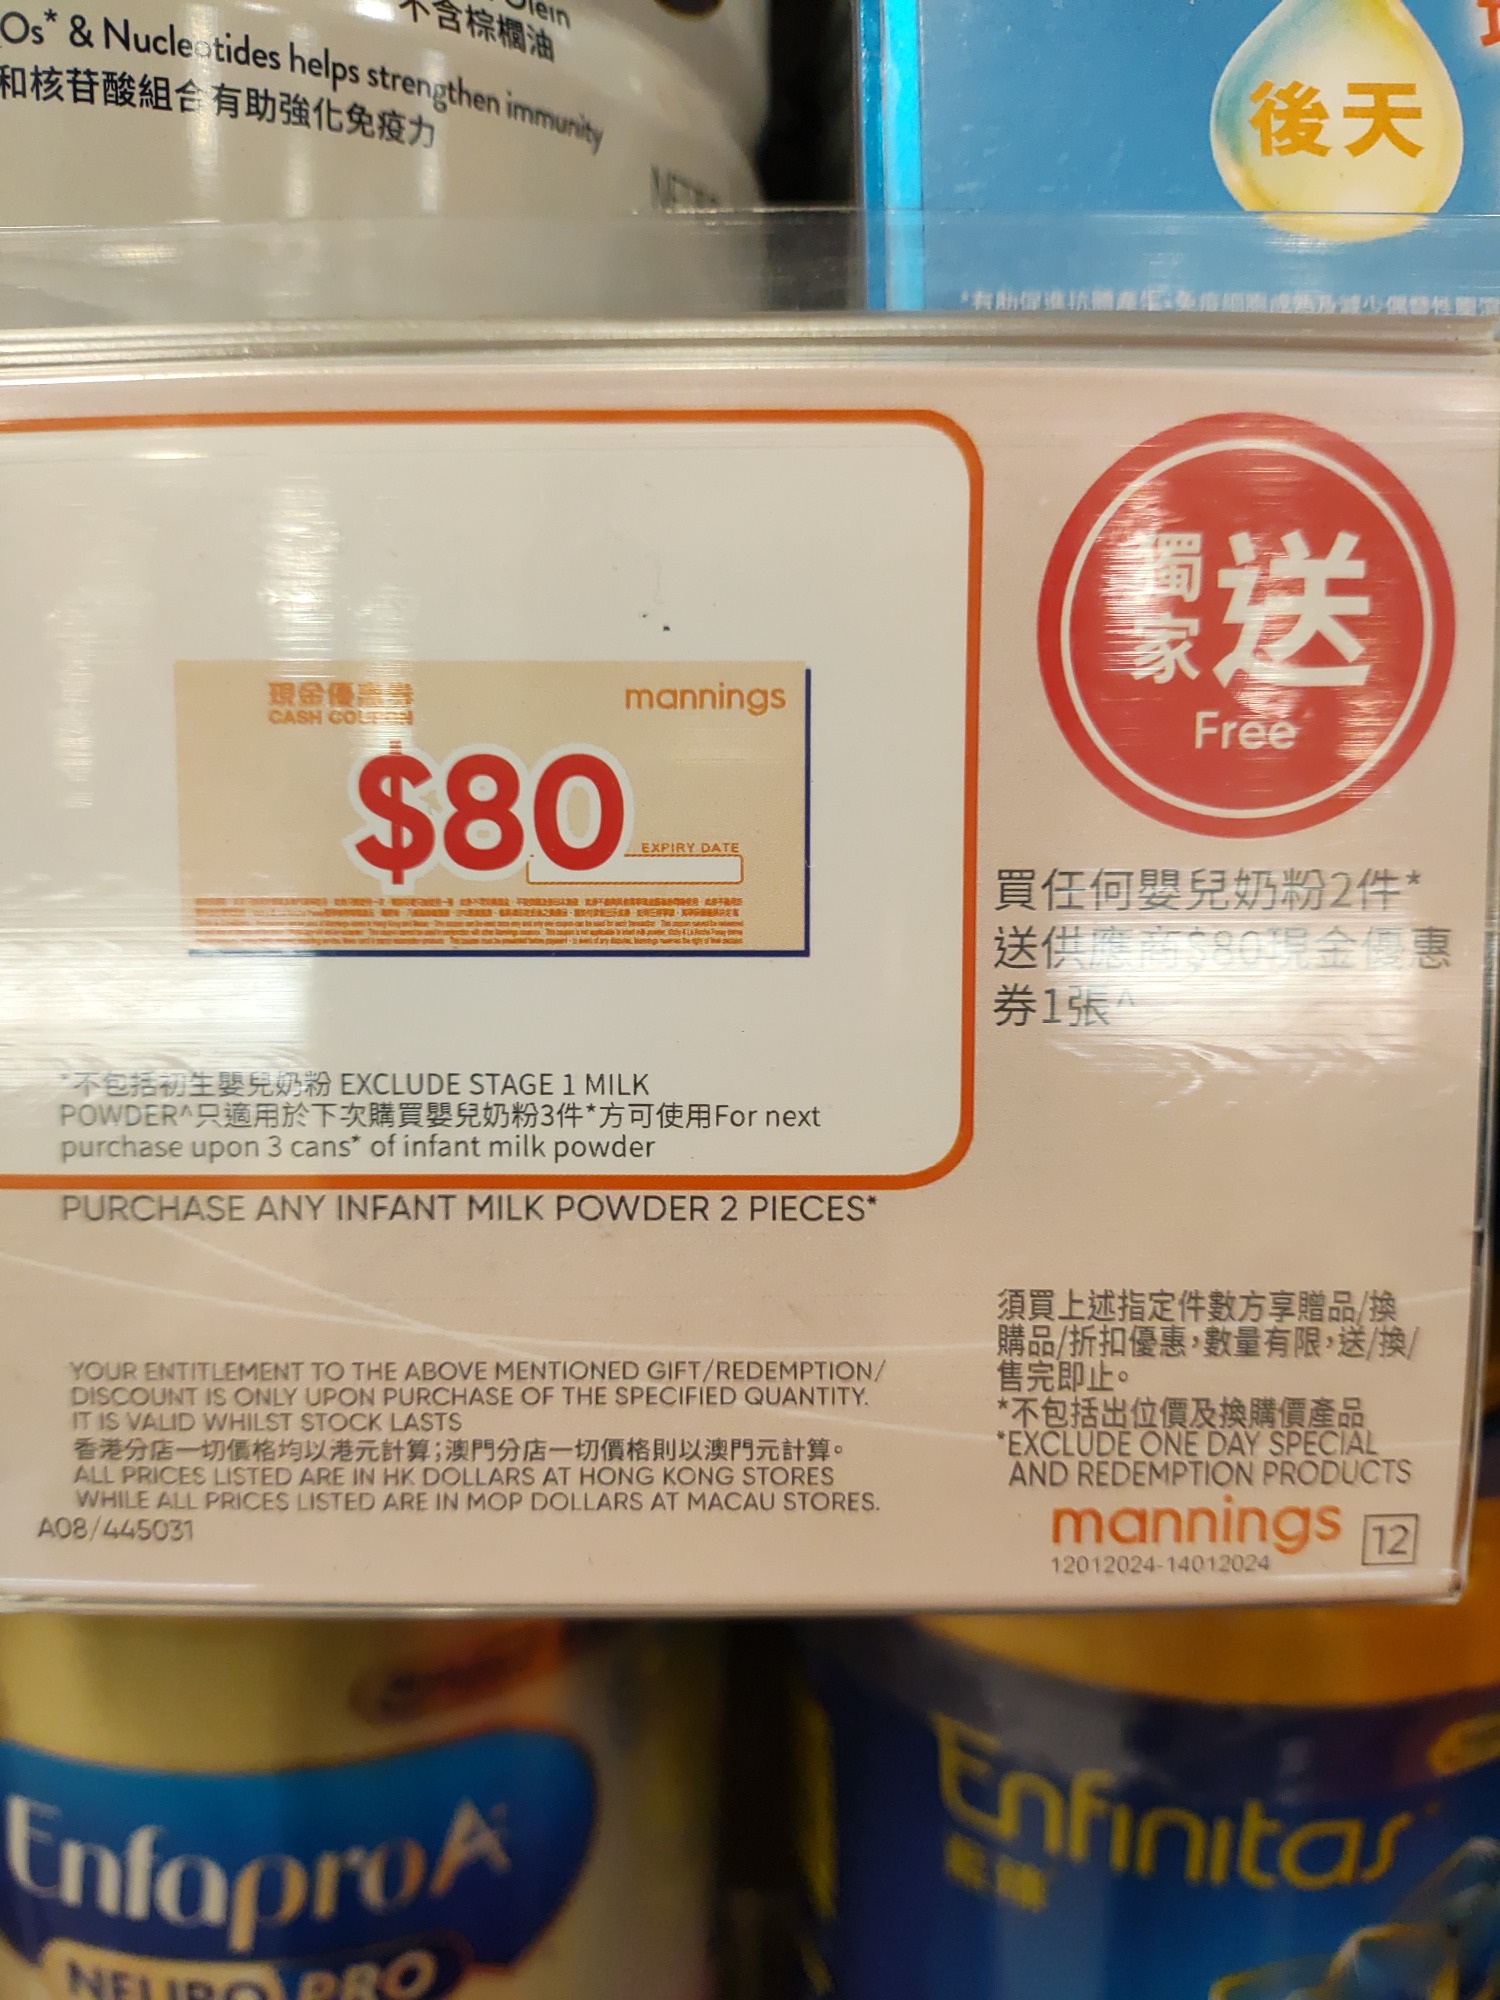 Os* & Nucleotides helps strengthen immunity
和核苷酸組合有助強化免疫力
不含棕櫚油
後天
獨家送
Free
現金優惠券
CASH COUPON
mannings
$80
EXPIRY DATE
買任何嬰兒奶粉2件*
送供應商$80現金優惠
券1張^
*不包括初生嬰兒奶粉 EXCLUDE STAGE 1 MILK
POWDER^只適用於下次購買嬰兒奶粉3件*方可使用For next
purchase upon 3 cans* of infant milk powder
PURCHASE ANY INFANT MILK POWDER 2 PIECES*
YOUR ENTITLEMENT TO THE ABOVE MENTIONED GIFT/REDEMPTION/
DISCOUNT IS ONLY UPON PURCHASE OF THE SPECIFIED QUANTITY.
IT IS VALID WHILST STOCK LASTS
香港分店一切價格均以港元計算;澳門分店一切價格則以澳門元計算。
ALL PRICES LISTED ARE IN HK DOLLARS AT HONG KONG STORES
WHILE ALL PRICES LISTED ARE IN MOP DOLLARS AT MACAU STORES.
A08/445031
須買上述指定件數方享贈品/換
購品/折扣優惠,數量有限,送/換/
售完即止。
*不包括出位價及換購價產品
*EXCLUDE ONE DAY SPECIAL
AND REDEMPTION PRODUCTS
mannings 12
12012024-14012024
Enfapro A+
NEURO PRO
Enfinitas